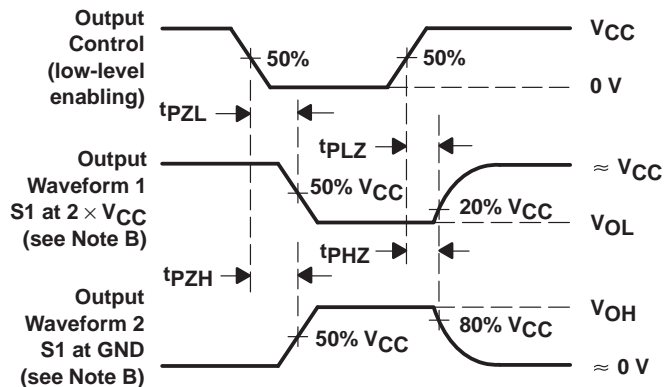 Output
Control
(low-level
enabling)
50%
50%
VCC
0 V
tPZL
tPLZ
Output
Waveform 1
S1 at 2 × VCC
(see Note B)
50% VCC
20% VCC
≈ VCC
VOL
tPZH
tPHZ
Output
Waveform 2
S1 at GND
(see Note B)
50% VCC
80% VCC
VOH
≈ 0 V